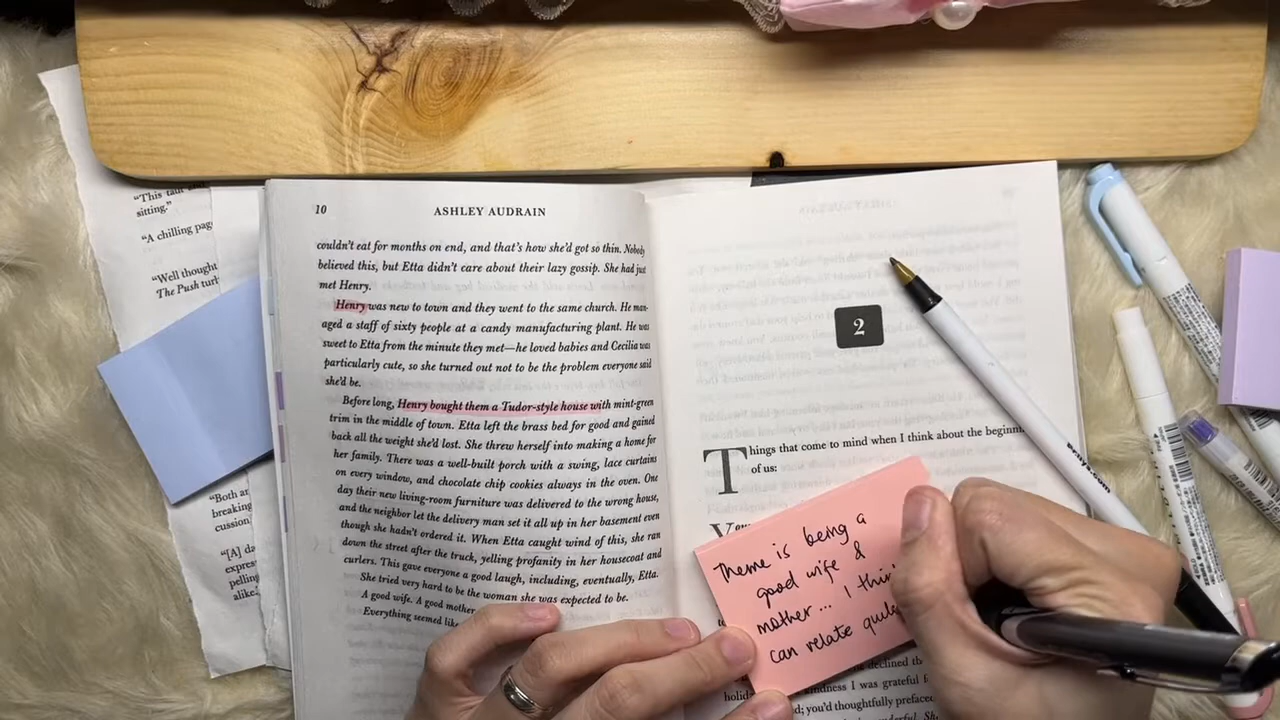 10
ASHLEY AUDRAIN
couldn't eat for months on end, and that's how she'd got so thin. Nobody
believed this, but Etta didn't care about their lazy gossip. She had just
met Henry.
Henry was new to town and they went to the same church. He man-
aged a staff of sixty people at a candy manufacturing plant. He was
sweet to Etta from the minute they met—he loved babies and Cecilia was
particularly cute, so she turned out not to be the problem everyone said
she'd be.
Before long, Henry bought them a Tudor-style house with mint-green
trim in the middle of town. Etta left the brass bed for good and gained
back all the weight she'd lost. She threw herself into making a home for
her family. There was a well-built porch with a swing, lace curtains
on every window, and chocolate chip cookies always in the oven. One
day their new living-room furniture was delivered to the wrong house,
and the neighbor let the delivery man set it all up in her basement even
though she hadn't ordered it. When Etta caught wind of this, she ran
down the street after the truck, yelling profanity in her housecoat and
curlers. This gave everyone a good laugh, including, eventually, Etta.
She tried very hard to be the woman she was expected to be.
A good wife. A good mother
Everything seemed like
2
Things that come to mind when I think about the
of us:
Theme is being a
good wife &
mother... I
can relate
declined
kindness I was grateful
you'd thoughtfully
"This
sitting."
"A chilling
"Well thought
The Push
"Both
breaking
"[A]